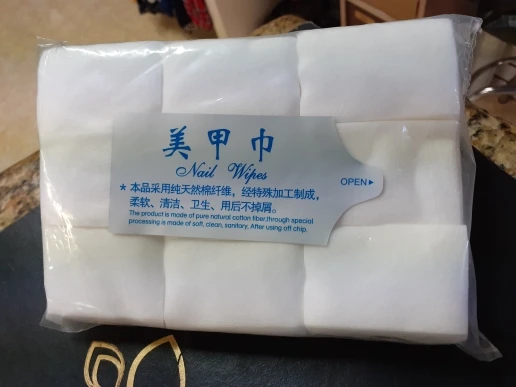 美甲巾
Nail Wipes
* 本品采用纯天然棉纤维，经特殊加工制成，
柔软、清洁、卫生、用后不掉屑。
The product is made of pure natural cotton fiber,through special
processing is made of soft, clean, sanitary, After using off chip.
OPEN▶